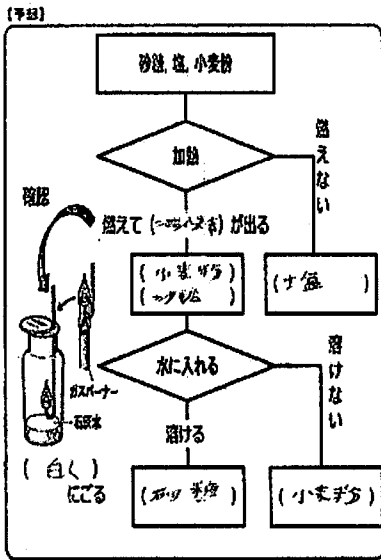 【予想】
砂糖, 塩, 小麦粉
加熱
燃えない
確認
燃えて（二酸化炭素）が出る
（小麦粉）
（砂糖）
（塩）
水に入れる
溶けない
ガスバーナー
石灰水
溶ける
（白く）
にごる
（砂糖）
（小麦粉）